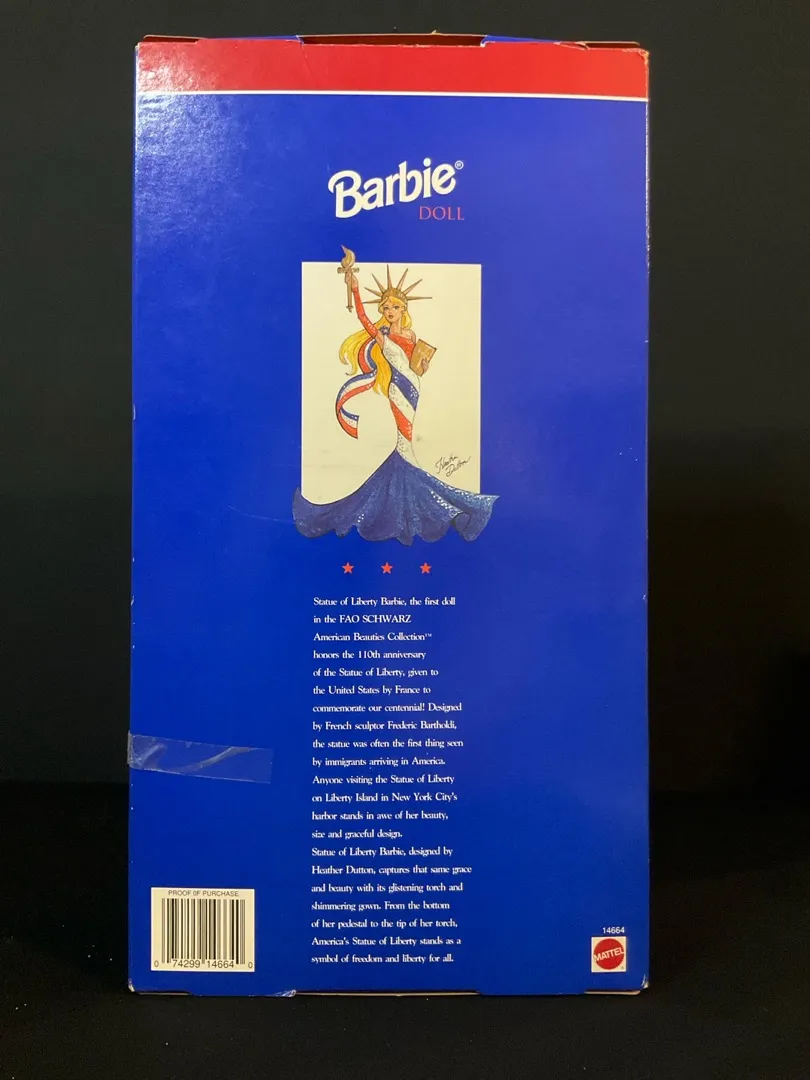 Barbie®
DOLL
Heather
Dutton
Statue of Liberty Barbie, the first doll
in the FAO SCHWARZ
American Beauties Collection™
honors the 110th anniversary
of the Statue of Liberty, given to
the United States by France to
commemorate our centennial! Designed
by French sculptor Frederic Bartholdi,
the statue was often the first thing seen
by immigrants arriving in America.
Anyone visiting the Statue of Liberty
on Liberty Island in New York City's
harbor stands in awe of her beauty,
size and graceful design.
Statue of Liberty Barbie, designed by
Heather Dutton, captures that same grace
and beauty with its glistening torch and
shimmering gown. From the bottom
of her pedestal to the tip of her torch,
America's Statue of Liberty stands as a
symbol of freedom and liberty for all.
PROOF OF PURCHASE
0 74299 14664 0
14664
MATTEL